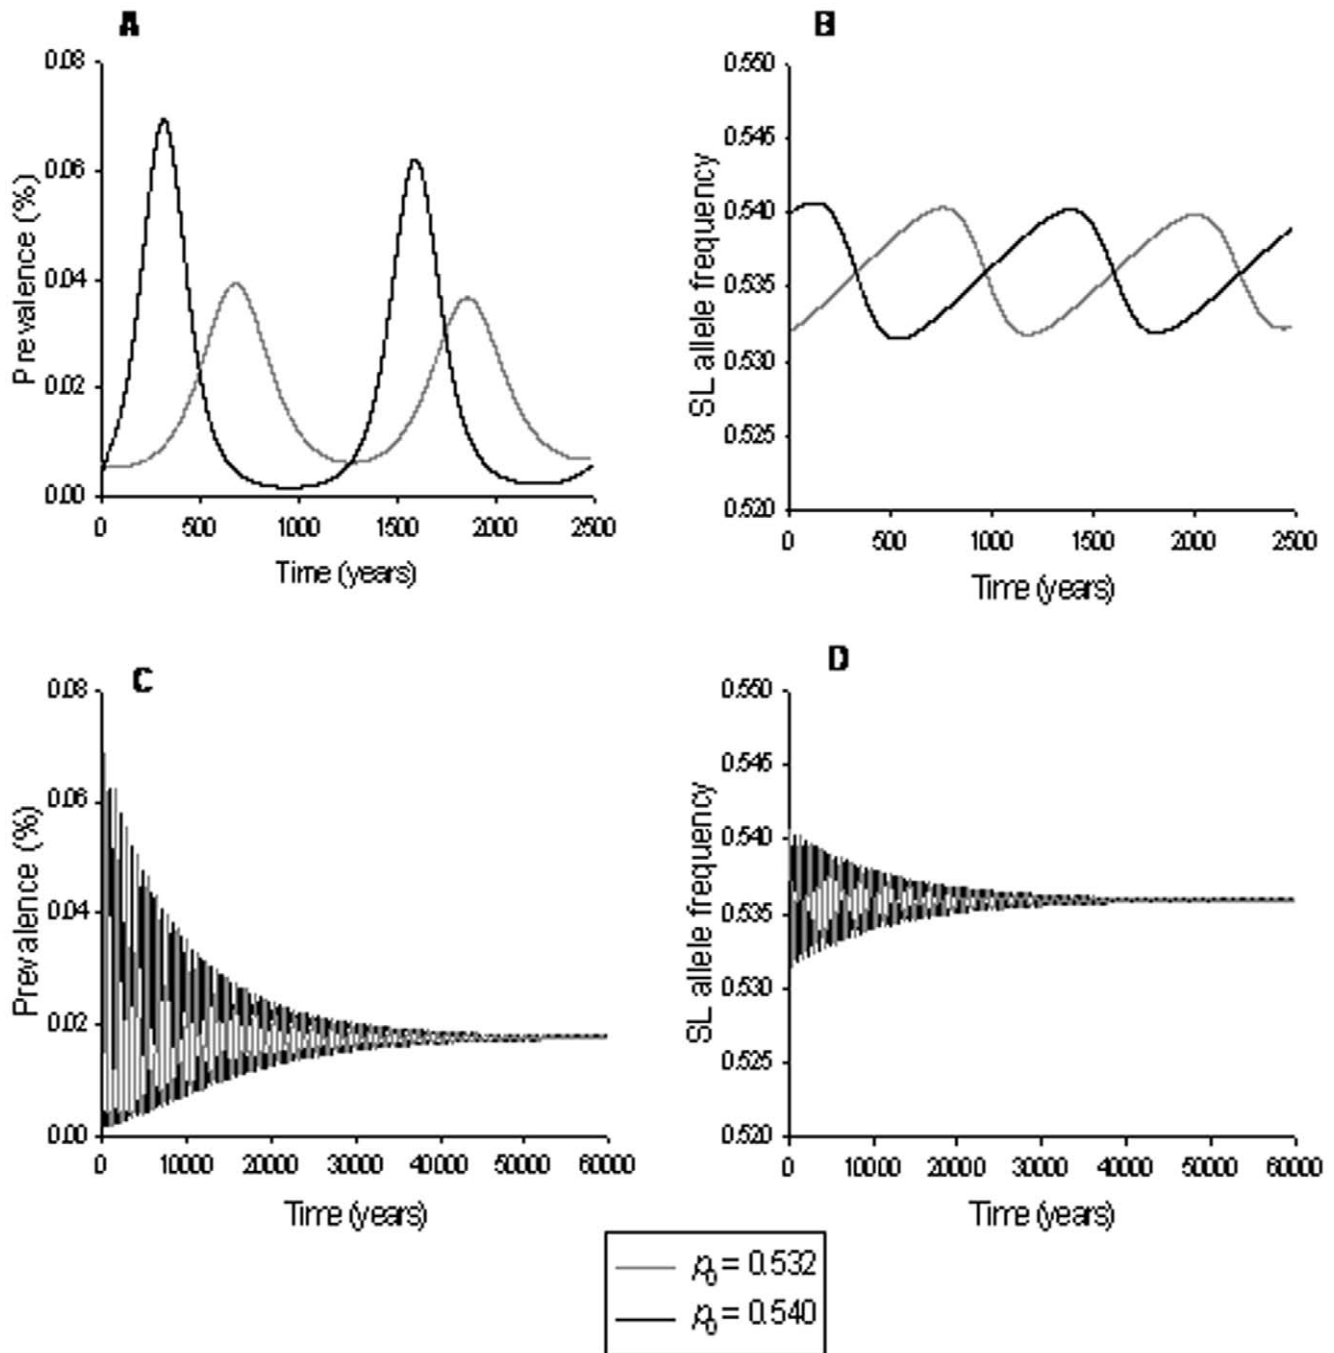 A
0.08
0.06
0.04
0.02
0.00
Prevalence (%)
0 500 1000 1500 2000 2500
Time (years)
B
0.550
0.545
0.540
0.535
0.530
0.525
0.520
SL allele frequency
0 500 1000 1500 2000 2500
Time (years)
C
0.08
0.06
0.04
0.02
0.00
Prevalence (%)
0 10000 20000 30000 40000 50000 60000
Time (years)
D
0.550
0.545
0.540
0.535
0.530
0.525
0.520
SL allele frequency
0 10000 20000 30000 40000 50000 60000
Time (years)
p₀ = 0.532
p₀ = 0.540